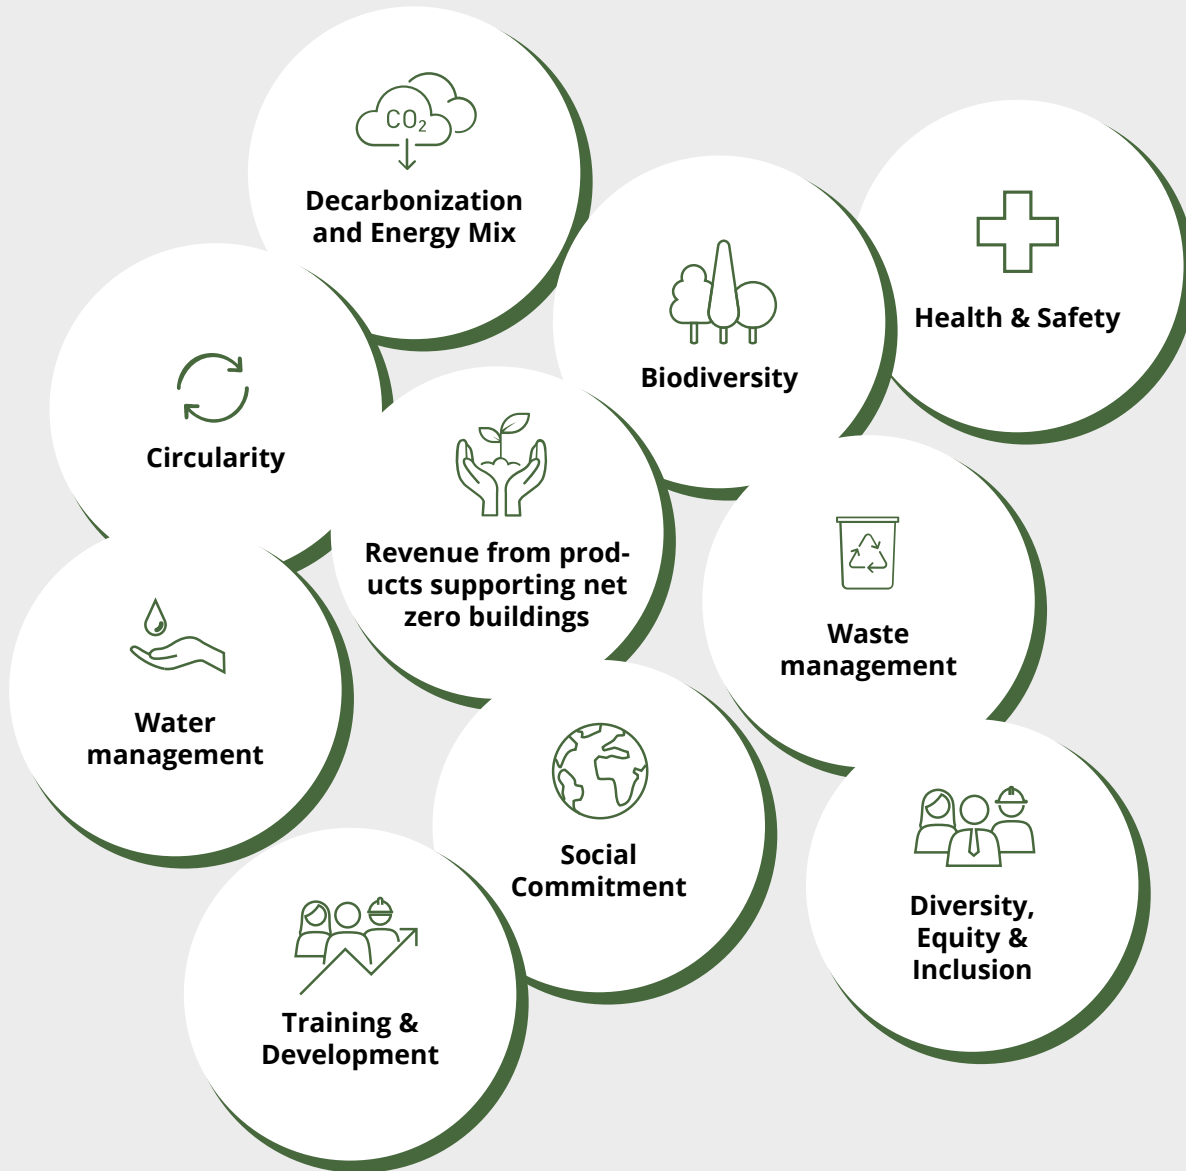 CO₂
Decarbonization
and Energy Mix
Health & Safety
Biodiversity
Circularity
Revenue from prod-
ucts supporting net
zero buildings
Waste
management
Water
management
Social
Commitment
Diversity,
Equity &
Inclusion
Training &
Development